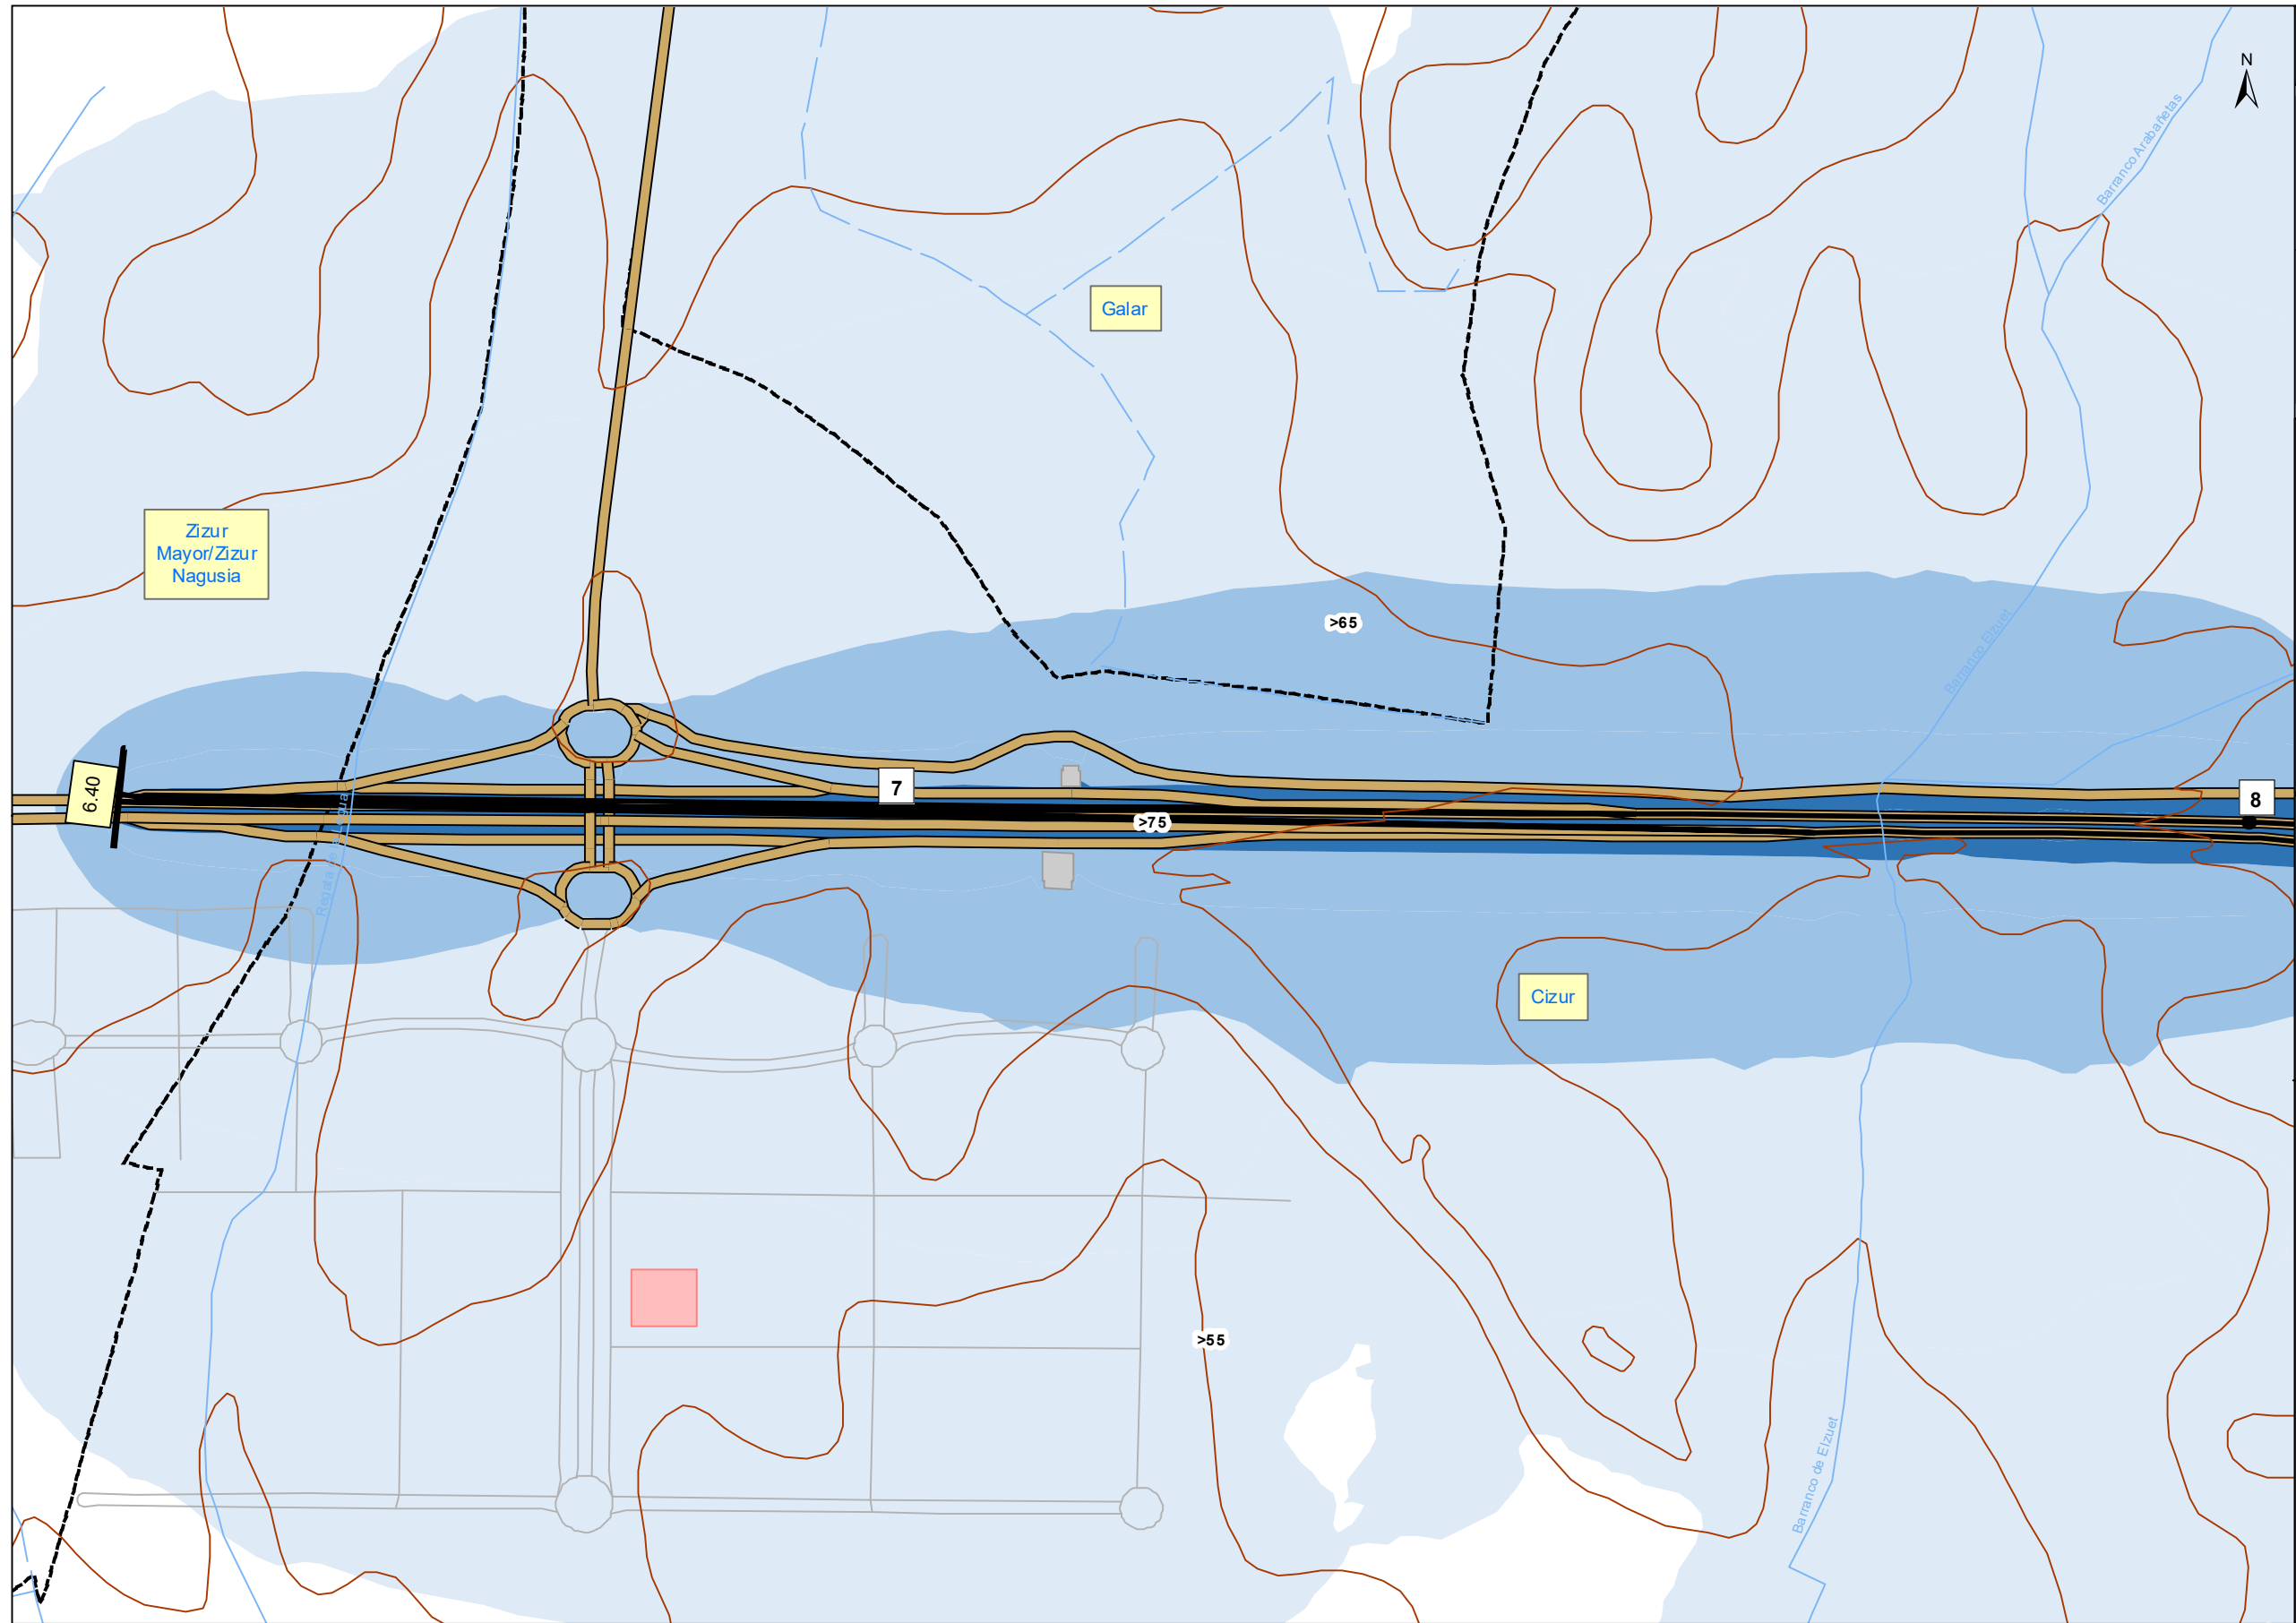 N
Barranco Arabañetas
Galar
Zizur
Mayor/Zizur
Nagusia
>65
Barranco Elzuet
6.40
7
8
>75
Cizur
>55
Barranco de Elzuet